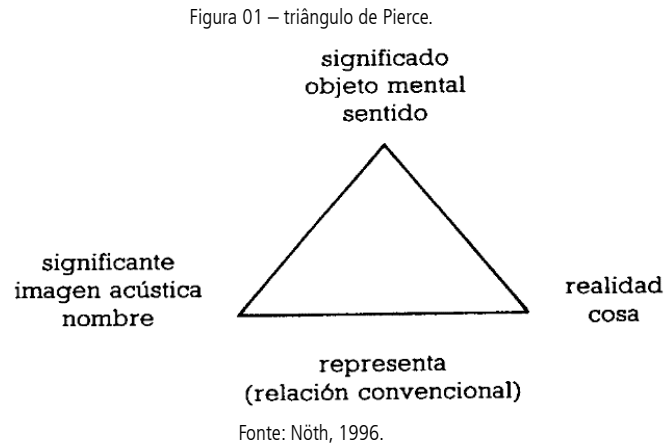 Figura 01 – triângulo de Pierce.
significado
objeto mental
sentido
significante
imagen acústica
nombre
realidad
cosa
representa
(relación convencional)
Fonte: Nöth, 1996.